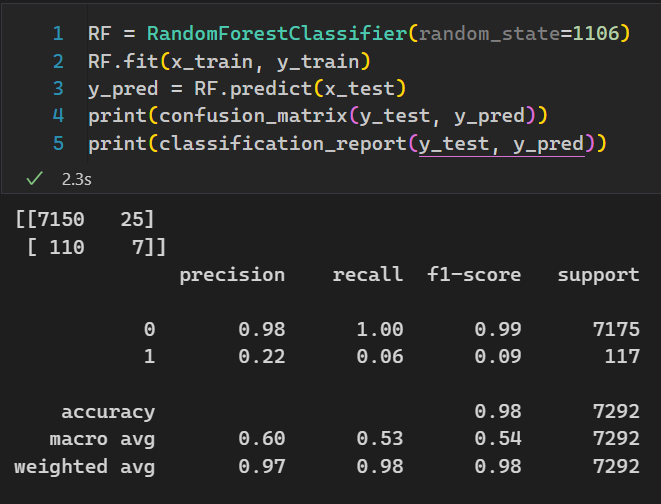 1 RF = RandomForestClassifier(random_state=1106)
2 RF.fit(x_train, y_train)
3 y_pred = RF.predict(x_test)
4 print(confusion_matrix(y_test, y_pred))
5 print(classification_report(y_test, y_pred))
2.3s
[[7150 25]
[ 110 7]]
precision recall f1-score support
0 0.98 1.00 0.99 7175
1 0.22 0.06 0.09 117
accuracy 0.98 7292
macro avg 0.60 0.53 0.54 7292
weighted avg 0.97 0.98 0.98 7292